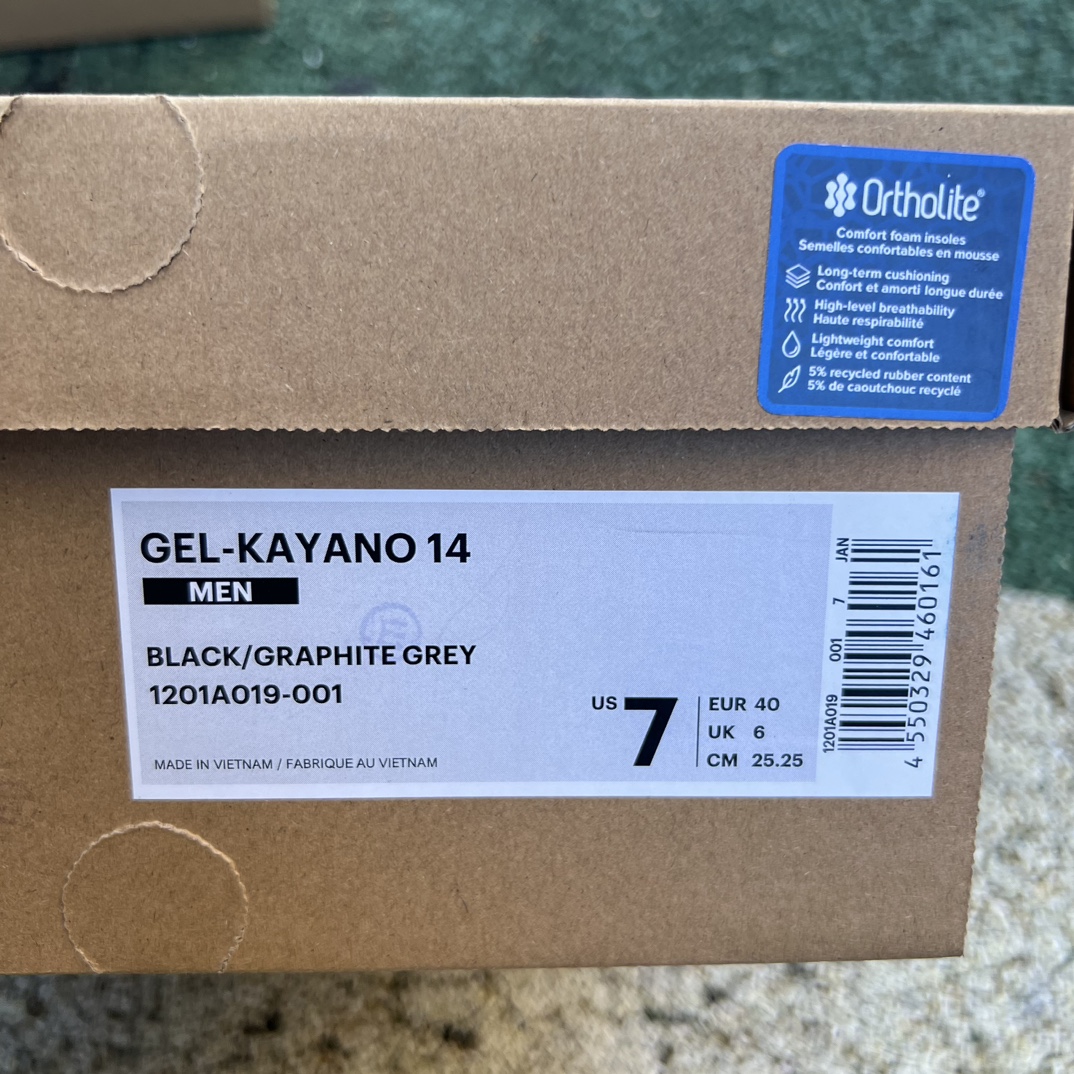 Ortholite®
Comfort foam insoles
Semelles confortables en mousse
Long-term cushioning
Confort et amorti longue durée
High-level breathability
Haute respirabilité
Lightweight comfort
Légère et confortable
5% recycled rubber content
5% de caoutchouc recyclé
GEL-KAYANO 14
MEN
BLACK/GRAPHITE GREY
1201A019-001
MADE IN VIETNAM / FABRIQUE AU VIETNAM
US 7
EUR 40
UK 6
CM 25.25
1201A019 001 7 JAN
4 550329 460161